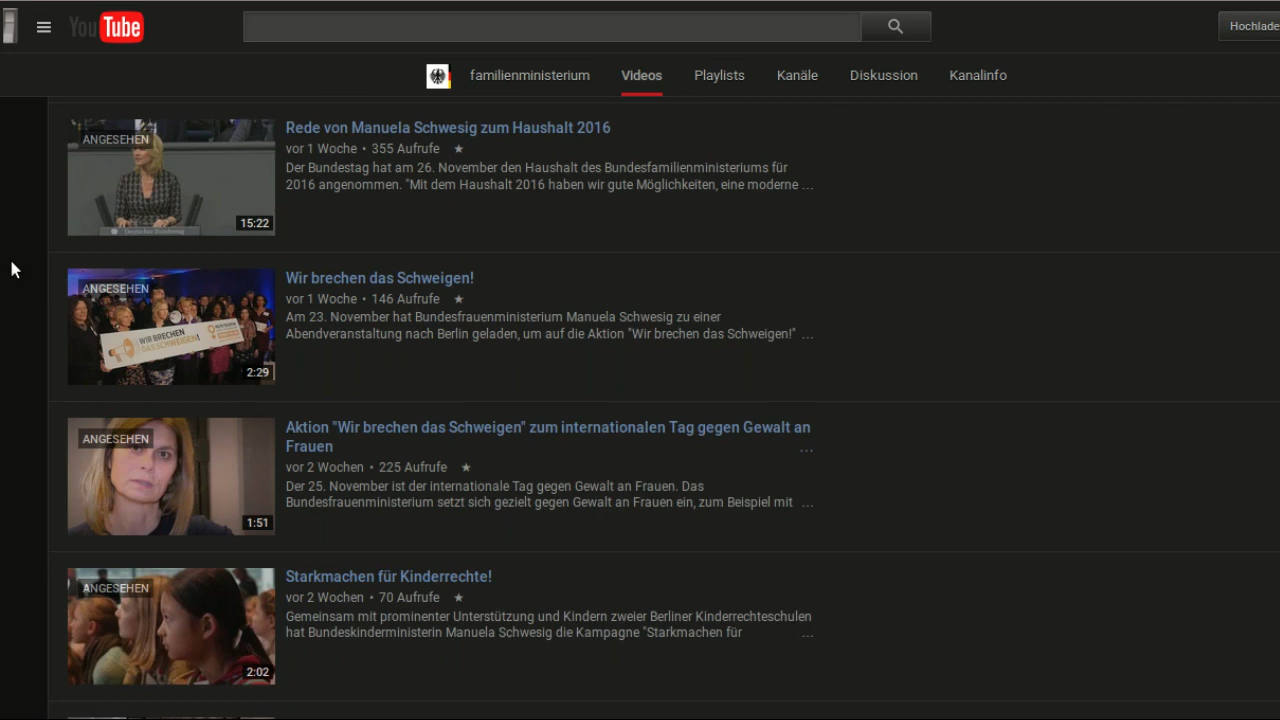 YouTube
Hochlade
familienministerium Videos Playlists Kanäle Diskussion Kanalinfo
ANGESEHEN
15:22
Rede von Manuela Schwesig zum Haushalt 2016
vor 1 Woche • 355 Aufrufe ★
Der Bundestag hat am 26. November den Haushalt des Bundesfamilienministeriums für
2016 angenommen. "Mit dem Haushalt 2016 haben wir gute Möglichkeiten, eine moderne ...
Deutscher Bundestag
ANGESEHEN
WIR BRECHEN
DAS SCHWEIGEN!
2:29
Wir brechen das Schweigen!
vor 1 Woche • 146 Aufrufe ★
Am 23. November hat Bundesfrauenministerium Manuela Schwesig zu einer
Abendveranstaltung nach Berlin geladen, um auf die Aktion "Wir brechen das Schweigen!" ...
ANGESEHEN
1:51
Aktion "Wir brechen das Schweigen" zum internationalen Tag gegen Gewalt an
Frauen ...
vor 2 Wochen • 225 Aufrufe ★
Der 25. November ist der internationale Tag gegen Gewalt an Frauen. Das
Bundesfrauenministerium setzt sich gezielt gegen Gewalt an Frauen ein, zum Beispiel mit ...
ANGESEHEN
2:02
Starkmachen für Kinderrechte!
vor 2 Wochen • 70 Aufrufe ★
Gemeinsam mit prominenter Unterstützung und Kindern zweier Berliner Kinderrechteschulen
hat Bundeskinderministerin Manuela Schwesig die Kampagne "Starkmachen für ...